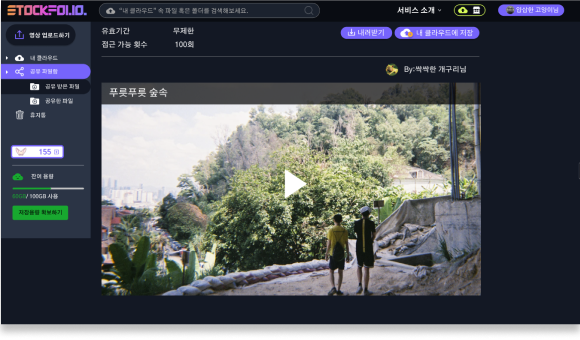 STOCKFOLIO.
"내 클라우드" 속 파일 혹은 폴더를 검색해보세요.
서비스 소개
엉성한 고양이님
영상 업로드하기
내 클라우드
공유 파일함
공유 받은 파일
공유한 파일
휴지통
155
잔여 용량
/ 100GB 사용
저장용량 확보하기
유효기간 무제한
접근 가능 횟수 100회
내려받기
내 클라우드에 저장
By:싹싹한 개구리님
푸릇푸릇 숲속